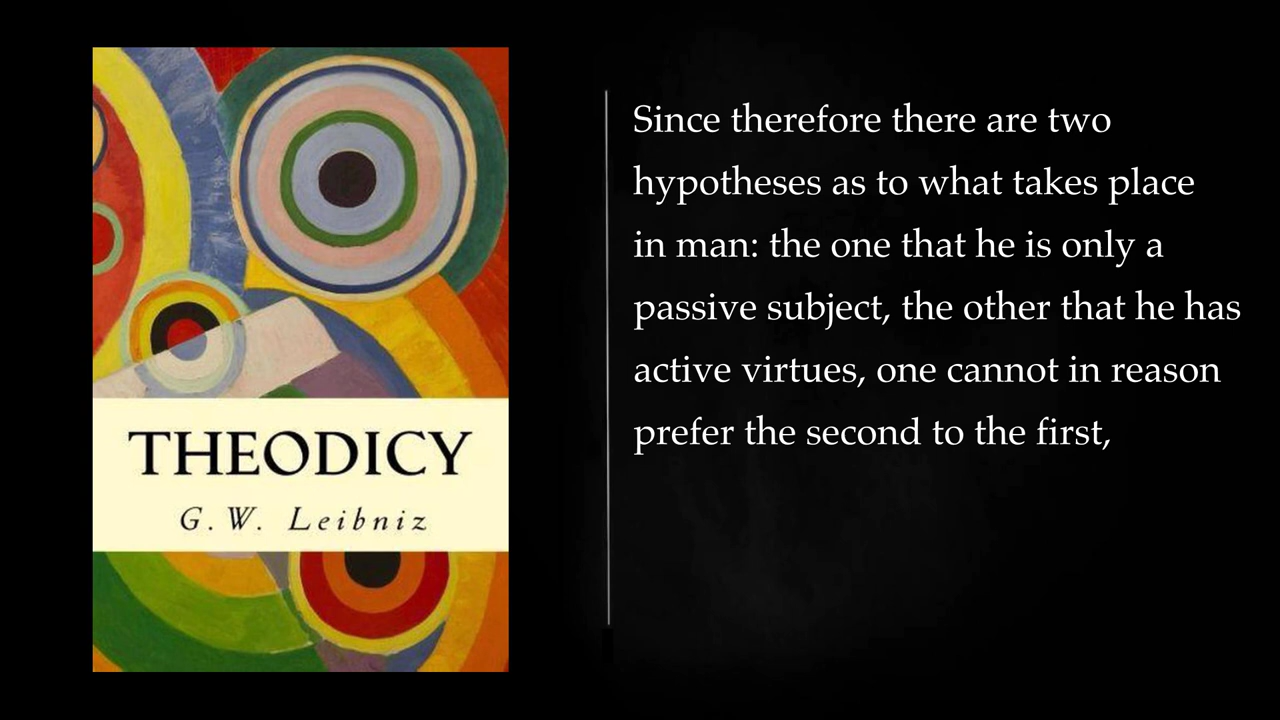 THEODICY
G. W. Leibniz
Since therefore there are two
hypotheses as to what takes place
in man: the one that he is only a
passive subject, the other that he has
active virtues, one cannot in reason
prefer the second to the first,